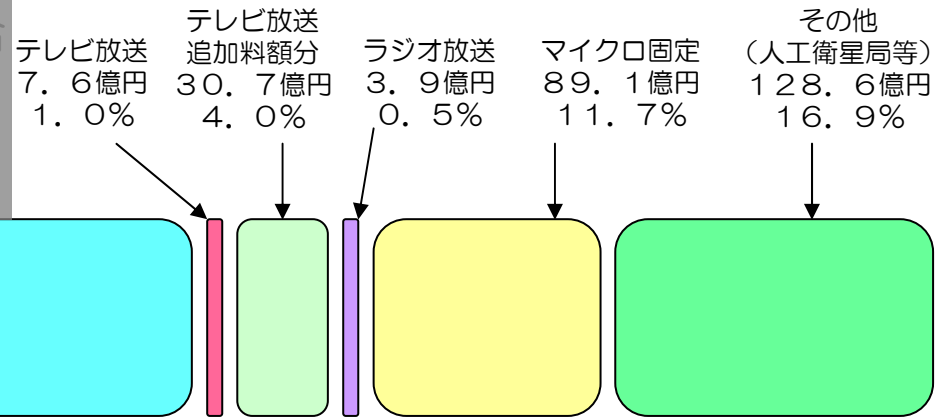 テレビ放送
7．6億円
1．0%
テレビ放送
追加料額分
30．7億円
4．0%
ラジオ放送
3．9億円
0．5%
マイクロ固定
89．1億円
11．7%
その他
（人工衛星局等）
128．6億円
16．9%